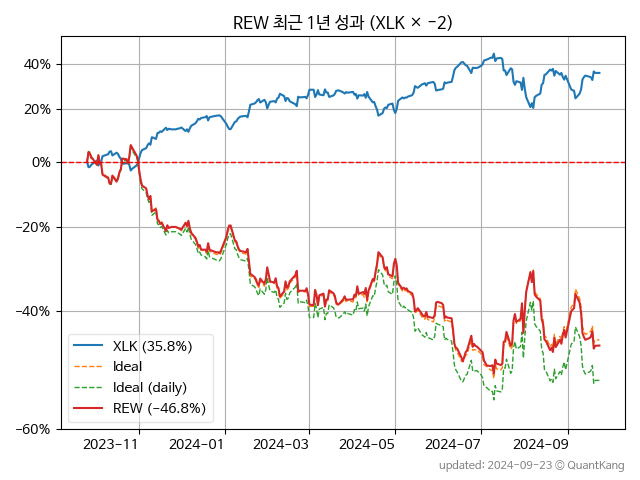 REW 최근 1년 성과 (XLK × −2)
40%
20%
0%
−20%
−40%
−60%
XLK (35.8%)
Ideal
Ideal (daily)
REW (−46.8%)
2023-11 2024-01 2024-03 2024-05 2024-07 2024-09
updated: 2024-09-23 © QuantKang